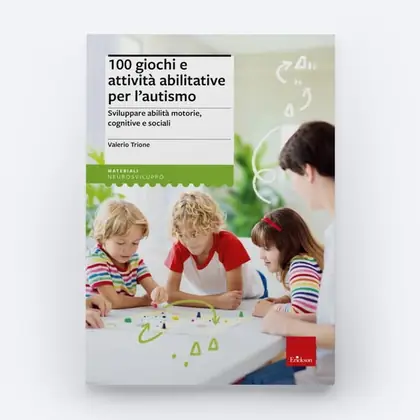 100 giochi e
attività abilitative
per l'autismo
Sviluppare abilità motorie,
cognitive e sociali
Valerio Trione
MATERIALI
NEUROSVILUPPO
Erickson